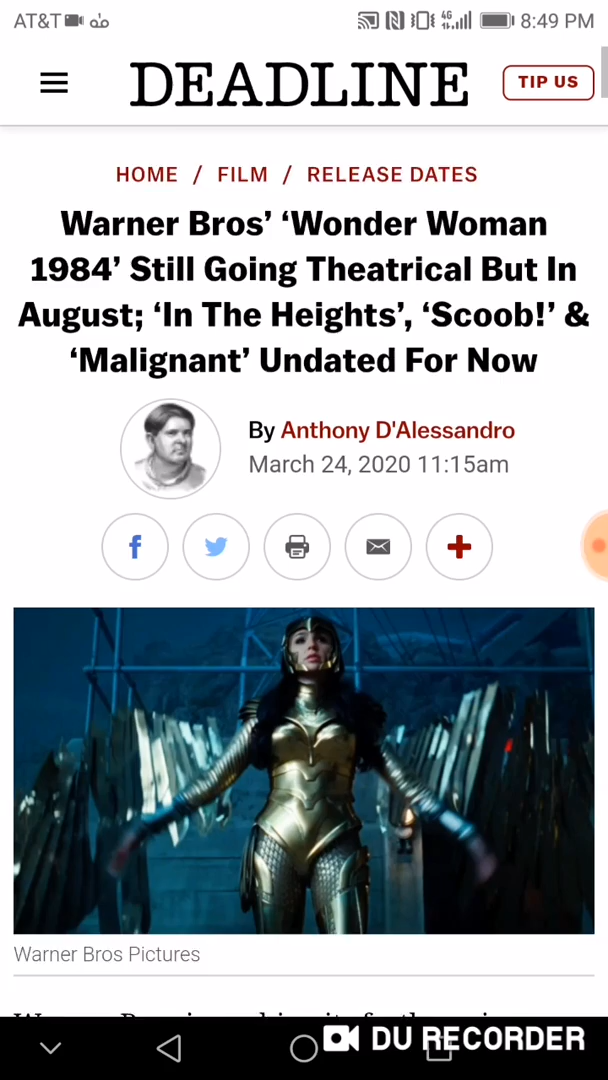 AT&T 4G 8:49 PM
DEADLINE
TIP US
HOME / FILM / RELEASE DATES
Warner Bros’ ‘Wonder Woman
1984’ Still Going Theatrical But In
August; ‘In The Heights’, ‘Scoob!’ &
‘Malignant’ Undated For Now
By Anthony D'Alessandro
March 24, 2020 11:15am
Warner Bros Pictures
DU RECORDER